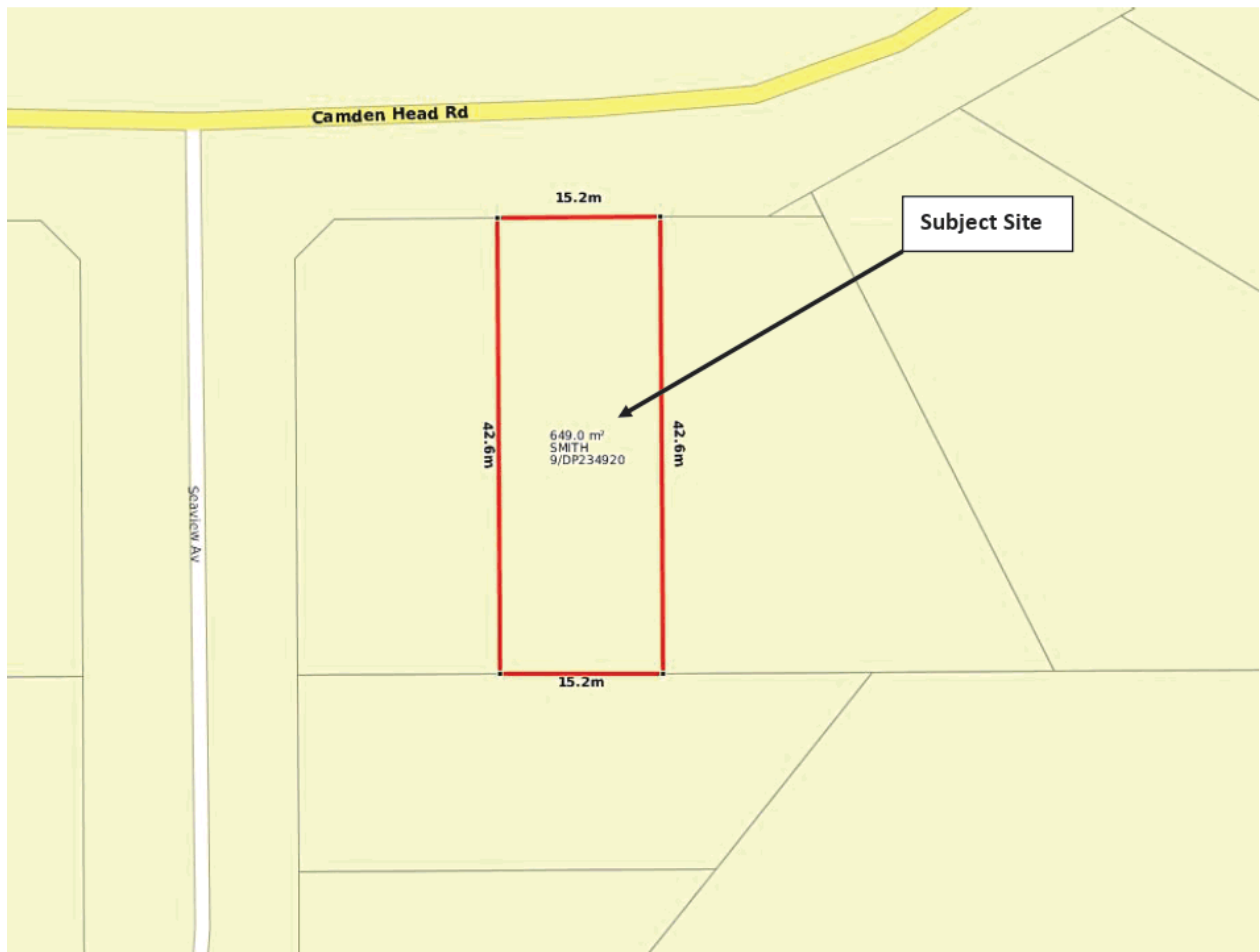 Camden Head Rd
15.2m
Subject Site
42.6m
42.6m
649.0 m²
SMITH
9/DP234920
Seaview Av
15.2m